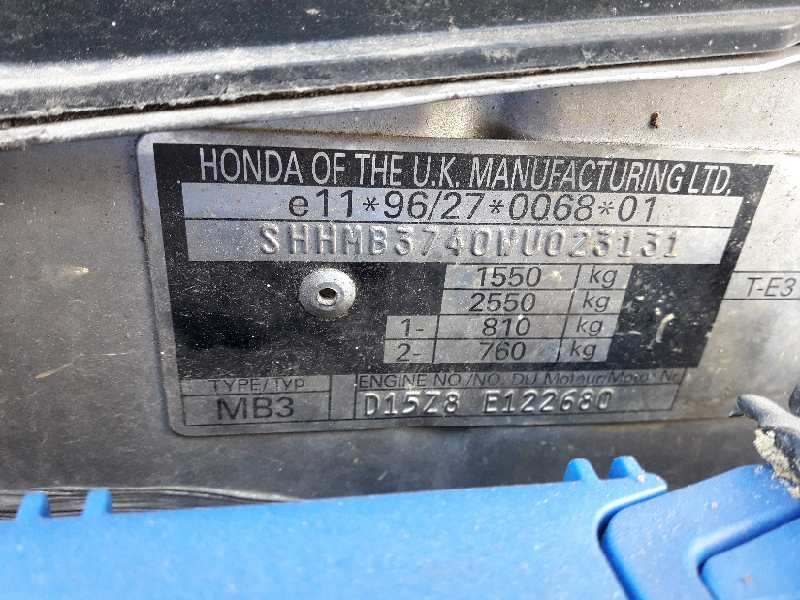 HONDA OF THE U.K. MANUFACTURING LTD.
e11*96/27*0068*01
SHHMB3740WU023131
1550 kg
2550 kg
1- 810 kg
2- 760 kg
T-E3
TYPE/Typ
MB3
ENGINE NO/NO. DU Moteur/Motor Nr.
D15Z8 E122680